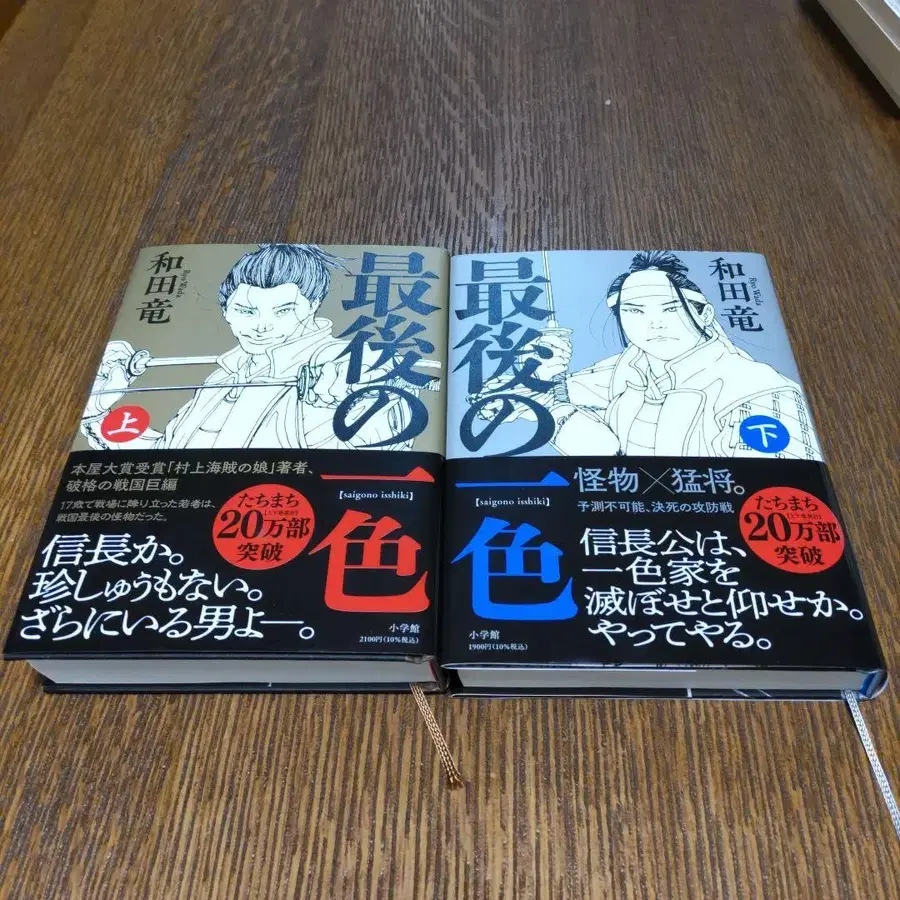 和田竜
Ryo Wada
最後の
一色
【saigono isshiki】
上
本屋大賞受賞「村上海賊の娘」著者、
破格の戦国巨編
17歳で戦場に降り立った若者は、
戦国最後の怪物だった。
たちまち
20万部
突破
信長か。
珍しゅうもない。
ざらにいる男よ―。
小学館
2100円(10%税込)
和田竜
Ryo Wada
最後の
一色
【saigono isshiki】
下
怪物×猛将。
予測不可能、決死の攻防戦
たちまち
20万部
突破
信長公は、
一色家を
滅ぼせと仰せか。
やってやる。
小学館
1900円(10%税込)